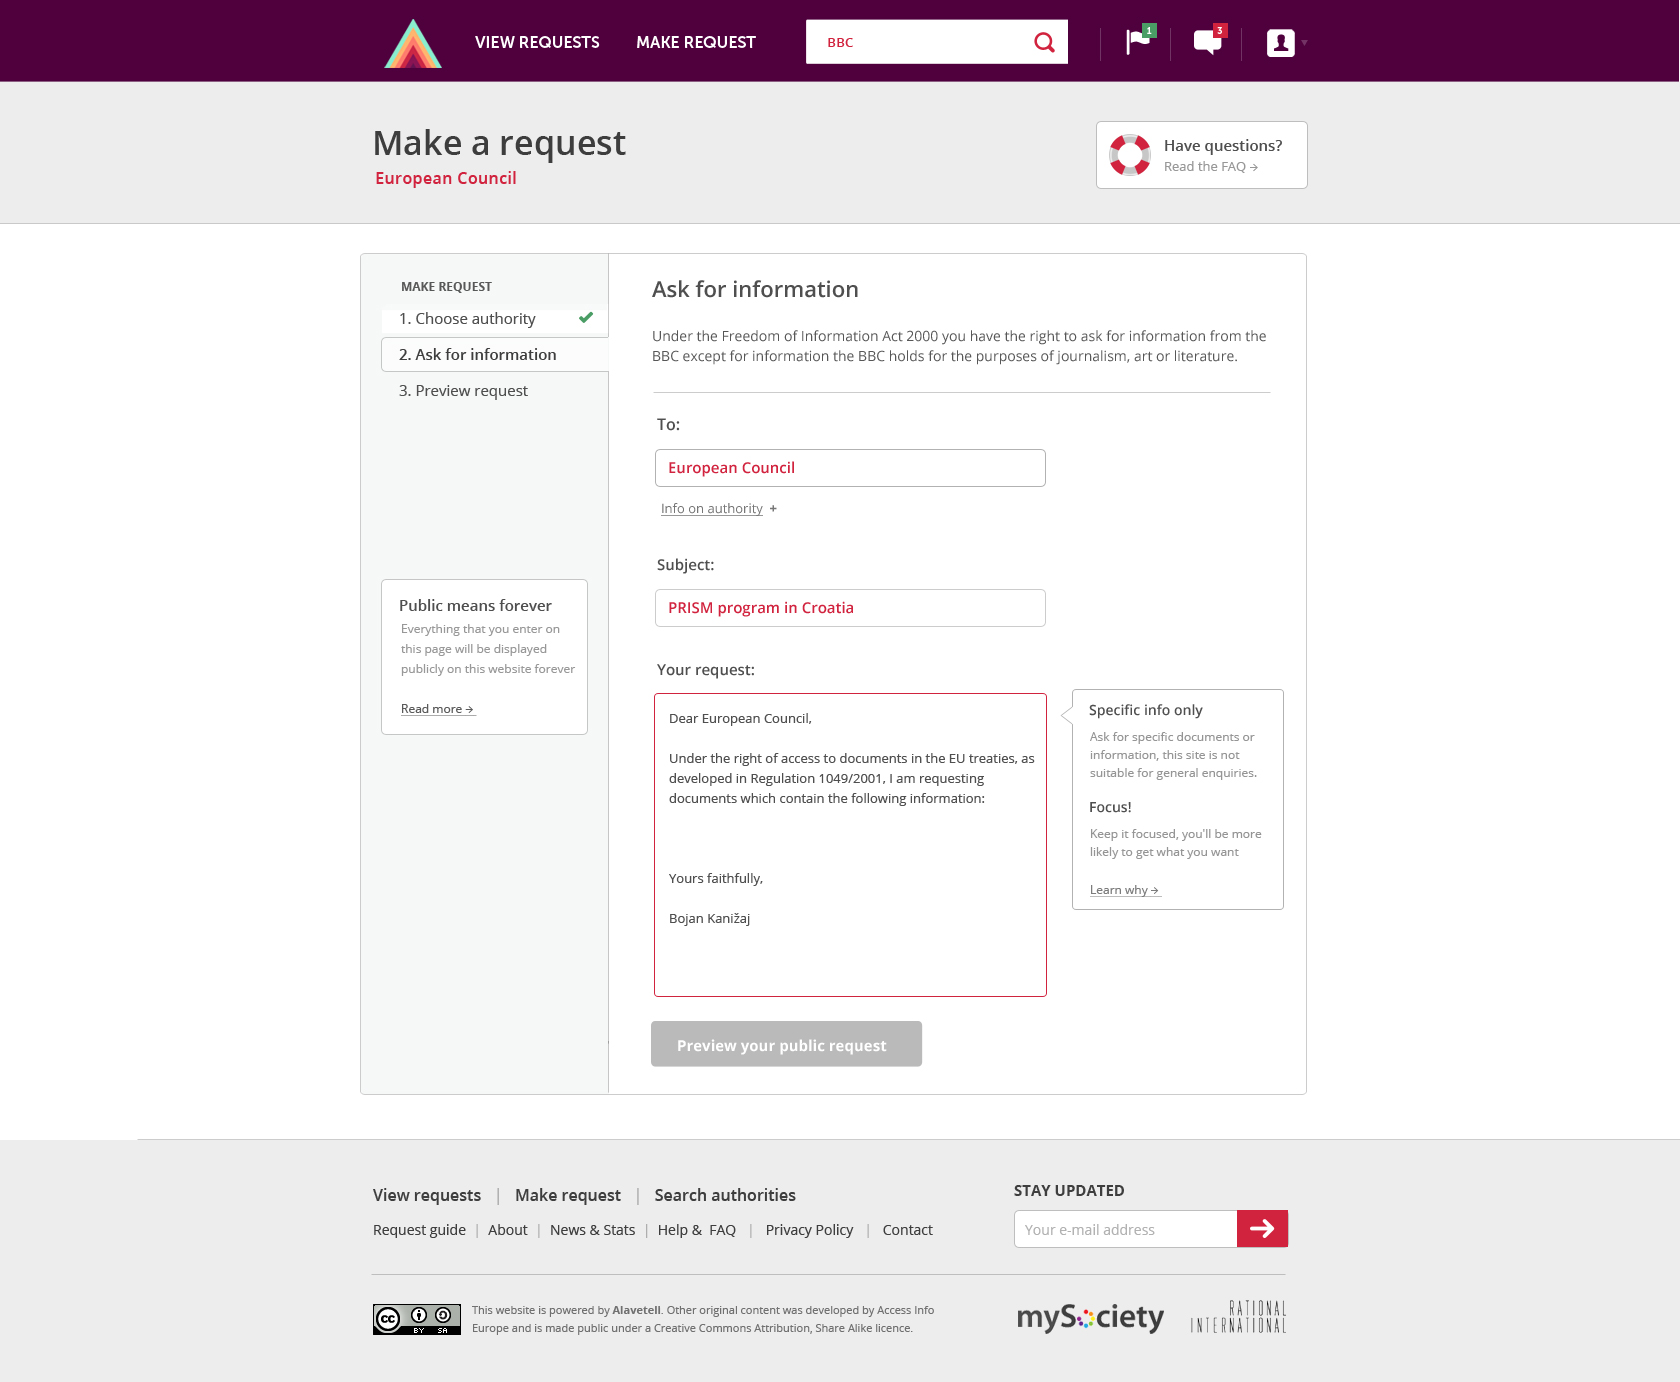 VIEW REQUESTS
MAKE REQUEST
BBC
1
3
Make a request
European Council
Have questions?
Read the FAQ →
MAKE REQUEST
1. Choose authority
2. Ask for information
3. Preview request
Public means forever
Everything that you enter on
this page will be displayed
publicly on this website forever
Read more →
Ask for information
Under the Freedom of Information Act 2000 you have the right to ask for information from the
BBC except for information the BBC holds for the purposes of journalism, art or literature.
To:
European Council
Info on authority +
Subject:
PRISM program in Croatia
Your request:
Dear European Council,
Under the right of access to documents in the EU treaties, as
developed in Regulation 1049/2001, I am requesting
documents which contain the following information:
Yours faithfully,
Bojan Kanižaj
Specific info only
Ask for specific documents or
information, this site is not
suitable for general enquiries.
Focus!
Keep it focused, you'll be more
likely to get what you want
Learn why →
Preview your public request
View requests | Make request | Search authorities
Request guide | About | News & Stats | Help & FAQ | Privacy Policy | Contact
STAY UPDATED
Your e-mail address
cc BY SA
This website is powered by Alavetell. Other original content was developed by Access Info
Europe and is made public under a Creative Commons Attribution, Share Alike licence.
mySociety
RATIONAL
INTERNATIONAL